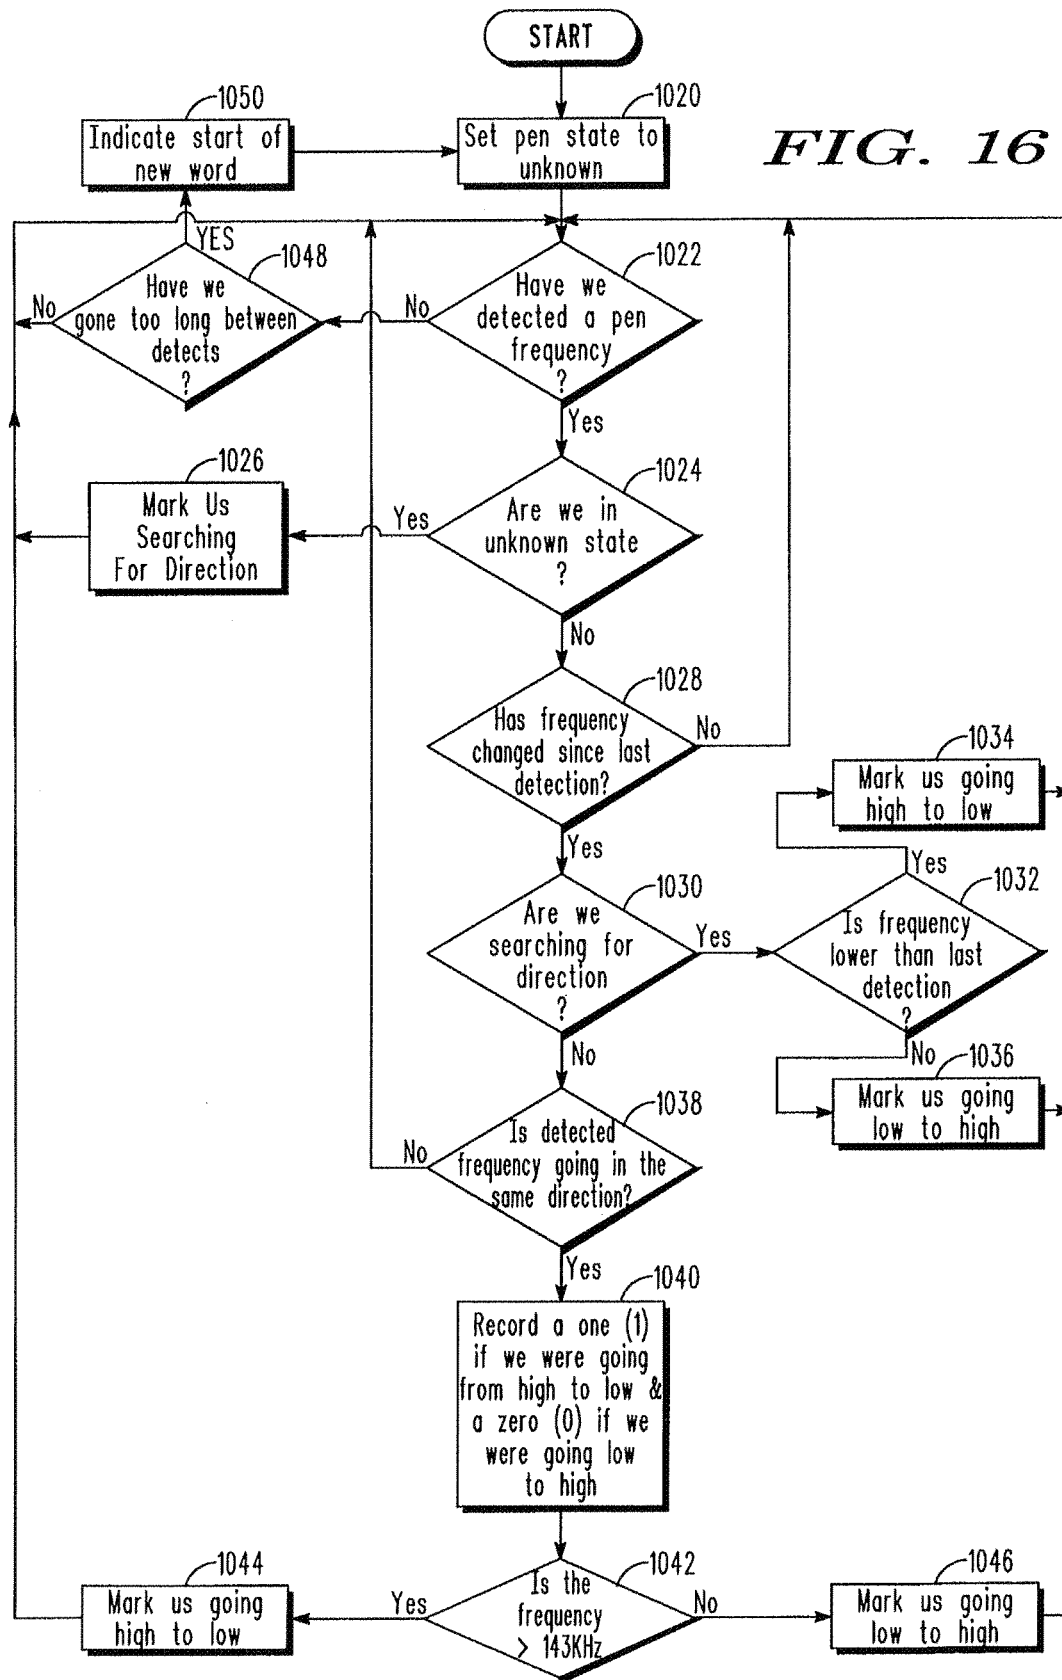 START
1050
1020
Indicate start of
new word
Set pen state to
unknown
FIG. 16
YES
1048
1022
No
Have we
gone too long between
detects
?
No
Have we
detected a pen
frequency
?
Yes
1026
1024
Mark Us
Searching
For Direction
Yes
Are we in
unknown state
?
No
1028
Has frequency
changed since last
detection?
No
1034
Mark us going
high to low
Yes
Yes
1030
1032
Are we
searching for
direction
?
Yes
Is frequency
lower than last
detection
?
No
No
1036
Mark us going
low to high
1038
No
Is detected
frequency going in the
same direction?
Yes
1040
Record a one (1)
if we were going
from high to low &
a zero (0) if we
were going low
to high
1044
1042
1046
Mark us going
high to low
Yes
Is the
frequency
> 143KHz
No
Mark us going
low to high